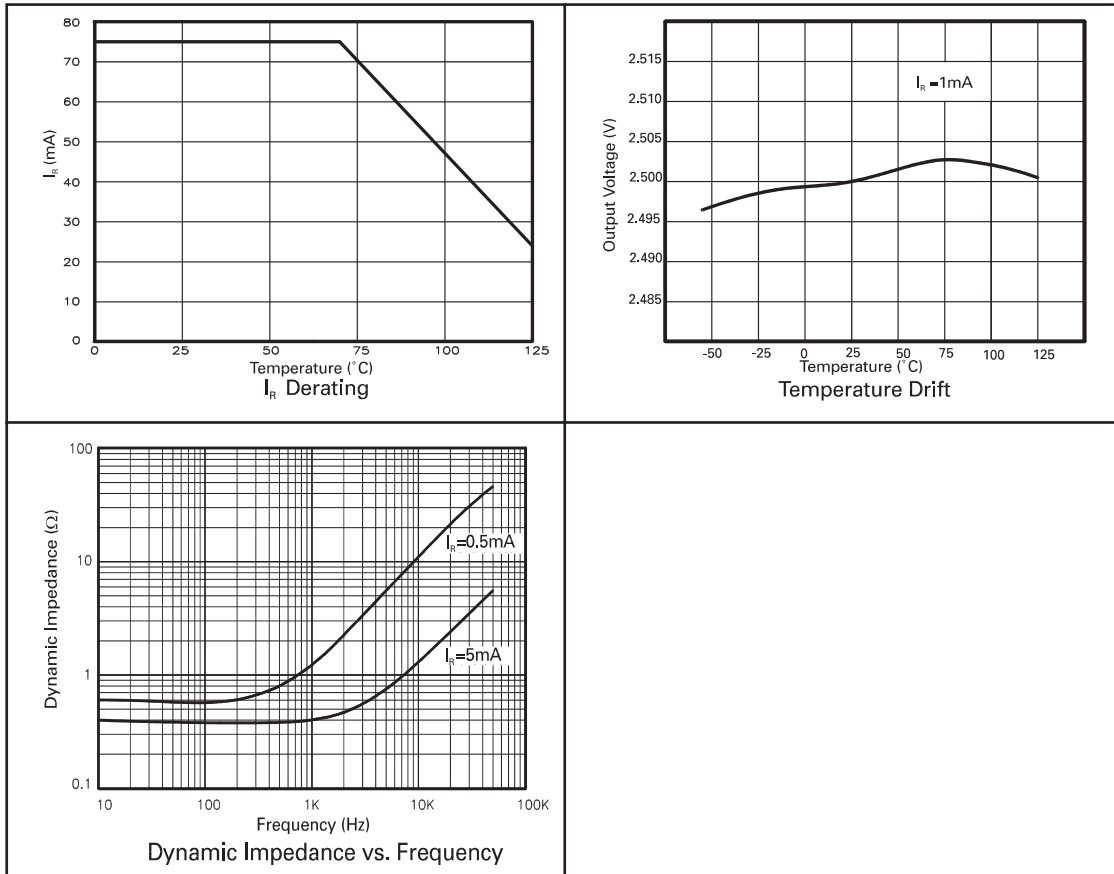 80
70
60
50
40
30
20
10
0
I_R (mA)
0 25 50 75 100 125
Temperature (˚C)
I_R Derating
2.515
2.510
2.505
2.500
2.495
2.490
2.485
Output Voltage (V)
I_R =1mA
-50 -25 0 25 50 75 100 125
Temperature (˚C)
Temperature Drift
100
10
1
0.1
Dynamic Impedance (Ω)
I_R=0.5mA
I_R=5mA
10 100 1K 10K 100K
Frequency (Hz)
Dynamic Impedance vs. Frequency